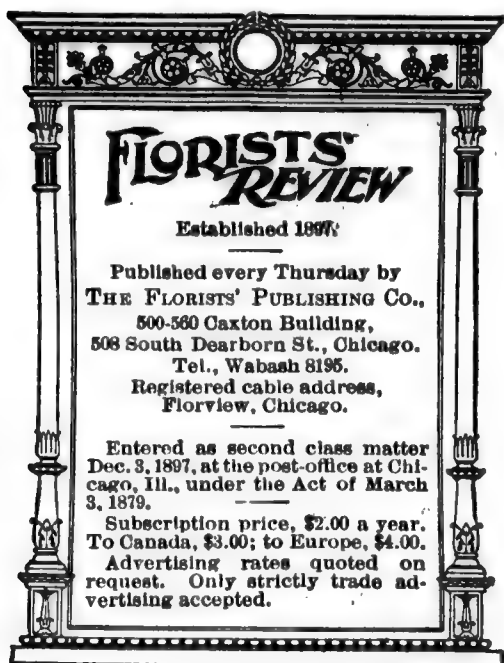 FLORISTS'
REVIEW
Established 1897.
Published every Thursday by
THE FLORISTS' PUBLISHING CO.,
500-560 Caxton Building,
508 South Dearborn St., Chicago.
Tel., Wabash 8195.
Registered cable address,
Florview, Chicago.
Entered as second class matter
Dec. 3, 1897, at the post-office at Chi-
cago, Ill., under the Act of March
3, 1879.
Subscription price, $2.00 a year.
To Canada, $3.00; to Europe, $4.00.
Advertising rates quoted on
request. Only strictly trade ad-
vertising accepted.